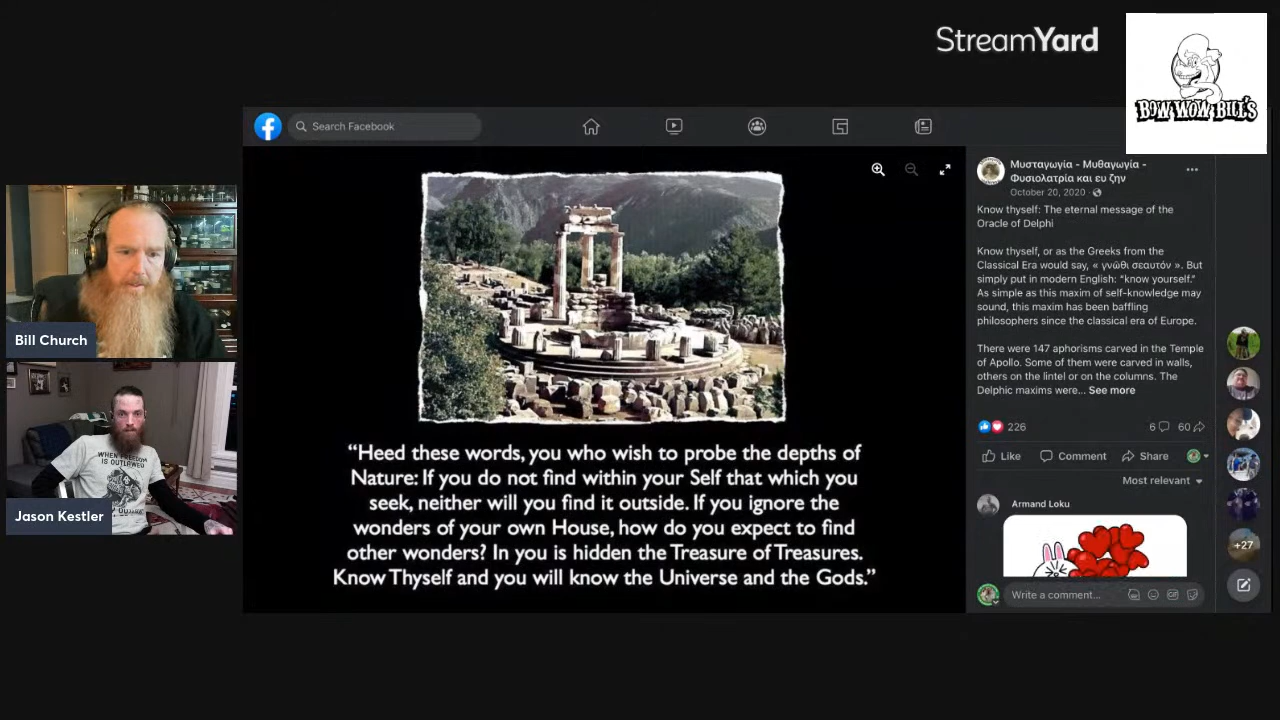 StreamYard
BOW WOW BILL'S
Search Facebook
Bill Church
WHEN FREEDOM
IS OUTLAWED
Jason Kestler
“Heed these words, you who wish to probe the depths of
Nature: If you do not find within your Self that which you
seek, neither will you find it outside. If you ignore the
wonders of your own House, how do you expect to find
other wonders? In you is hidden the Treasure of Treasures.
Know Thyself and you will know the Universe and the Gods.”
Μυσταγωγία - Μυθαγωγία -
Φυσιολατρία και ευ ζην
October 20, 2020 ·
Know thyself: The eternal message of the
Oracle of Delphi
Know thyself, or as the Greeks from the
Classical Era would say, « γνώθι σεαυτόν ». But
simply put in modern English: “know yourself.”
As simple as this maxim of self-knowledge may
sound, this maxim has been baffling
philosophers since the classical era of Europe.
There were 147 aphorisms carved in the Temple
of Apollo. Some of them were carved in walls,
others on the lintel or on the columns. The
Delphic maxims were... See more
226 6 60
Like Comment Share
Most relevant
Armand Loku
Write a comment...
GIF
+27